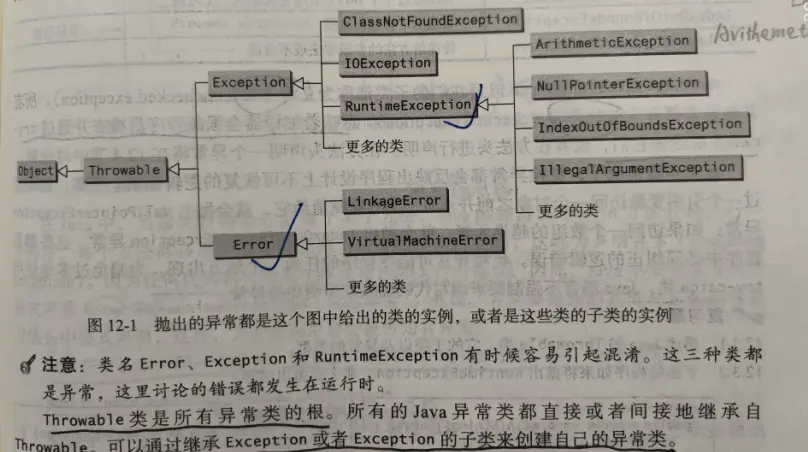 ClassNotFoundException
Avithemet
ArithmeticException
IOException
Exception
NullPointerException
RuntimeException
IndexOutOfBoundsException
更多的类
Object
Throwable
IllegalArgumentException
LinkageError
更多的类
Error
VirtualMachineError
更多的类
图 12-1 抛出的异常都是这个图中给出的类的实例，或者是这些类的子类的实例
注意：类名 Error、Exception 和 RuntimeException 有时候容易引起混淆。这三种类都
是异常，这里讨论的错误都发生在运行时。
Throwable 类是所有异常类的根。所有的 Java 异常类都直接或者间接地继承自
Throwable。可以通过继承 Exception 或者 Exception 的子类来创建自己的异常类。